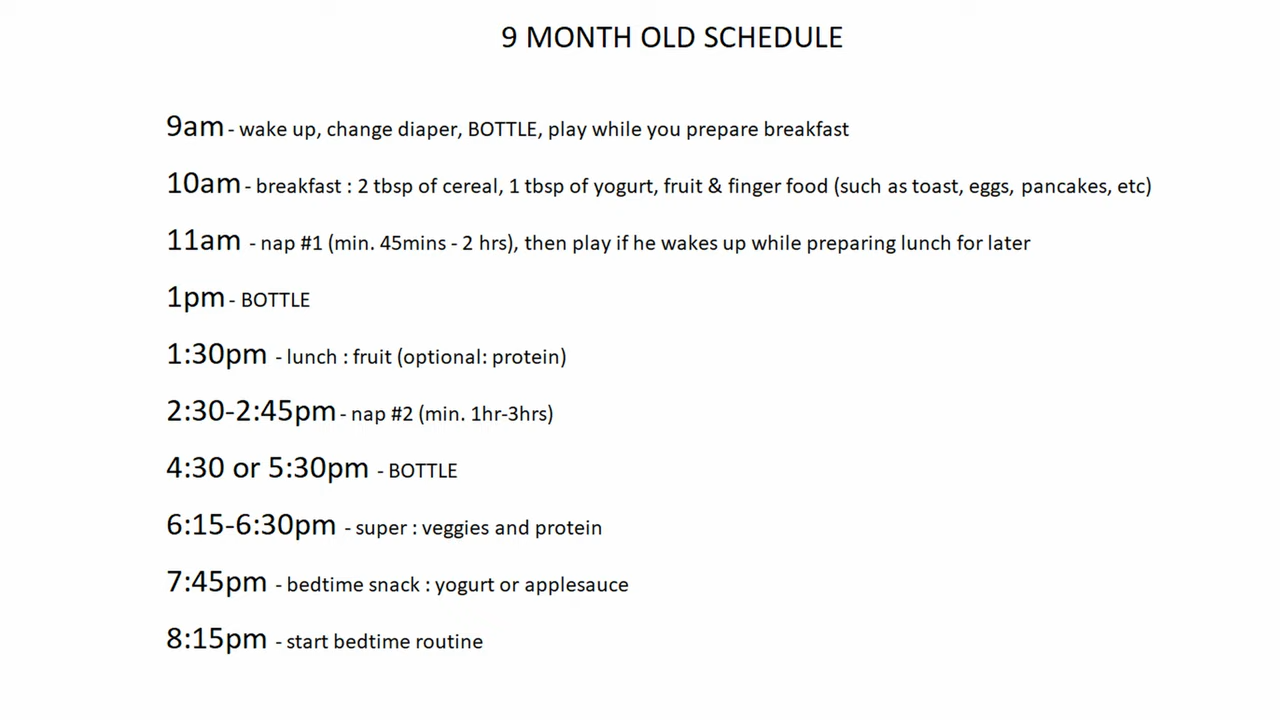 9 MONTH OLD SCHEDULE
9am - wake up, change diaper, BOTTLE, play while you prepare breakfast
10am - breakfast : 2 tbsp of cereal, 1 tbsp of yogurt, fruit & finger food (such as toast, eggs, pancakes, etc)
11am - nap #1 (min. 45mins - 2 hrs), then play if he wakes up while preparing lunch for later
1pm - BOTTLE
1:30pm - lunch : fruit (optional: protein)
2:30-2:45pm - nap #2 (min. 1hr-3hrs)
4:30 or 5:30pm - BOTTLE
6:15-6:30pm - super : veggies and protein
7:45pm - bedtime snack : yogurt or applesauce
8:15pm - start bedtime routine